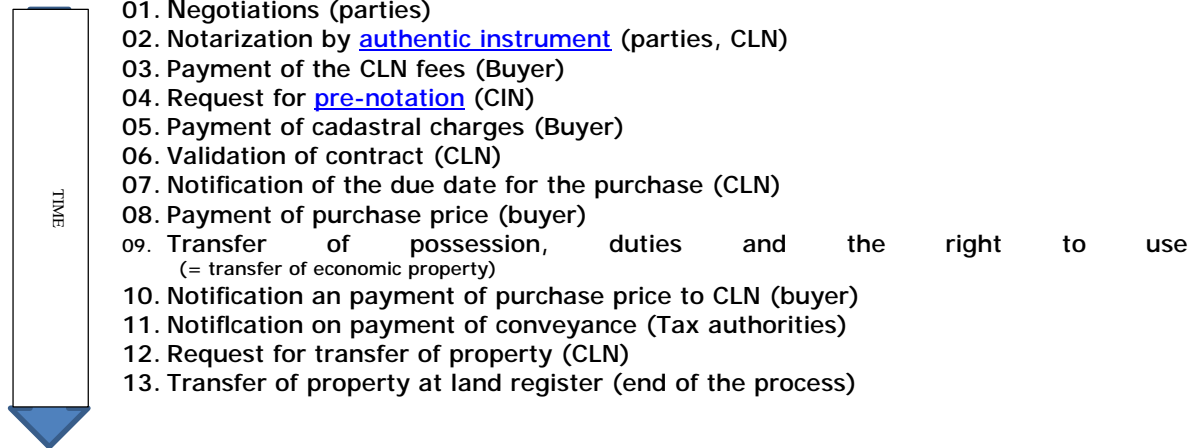 01. Negotiations (parties)
02. Notarization by authentic instrument (parties, CLN)
03. Payment of the CLN fees (Buyer)
04. Request for pre-notation (CIN)
05. Payment of cadastral charges (Buyer)
06. Validation of contract (CLN)
07. Notification of the due date for the purchase (CLN)
08. Payment of purchase price (buyer)
09. Transfer of possession, duties and the right to use
(= transfer of economic property)
10. Notification an payment of purchase price to CLN (buyer)
11. Notiflcation on payment of conveyance (Tax authorities)
12. Request for transfer of property (CLN)
13. Transfer of property at land register (end of the process)
TIME